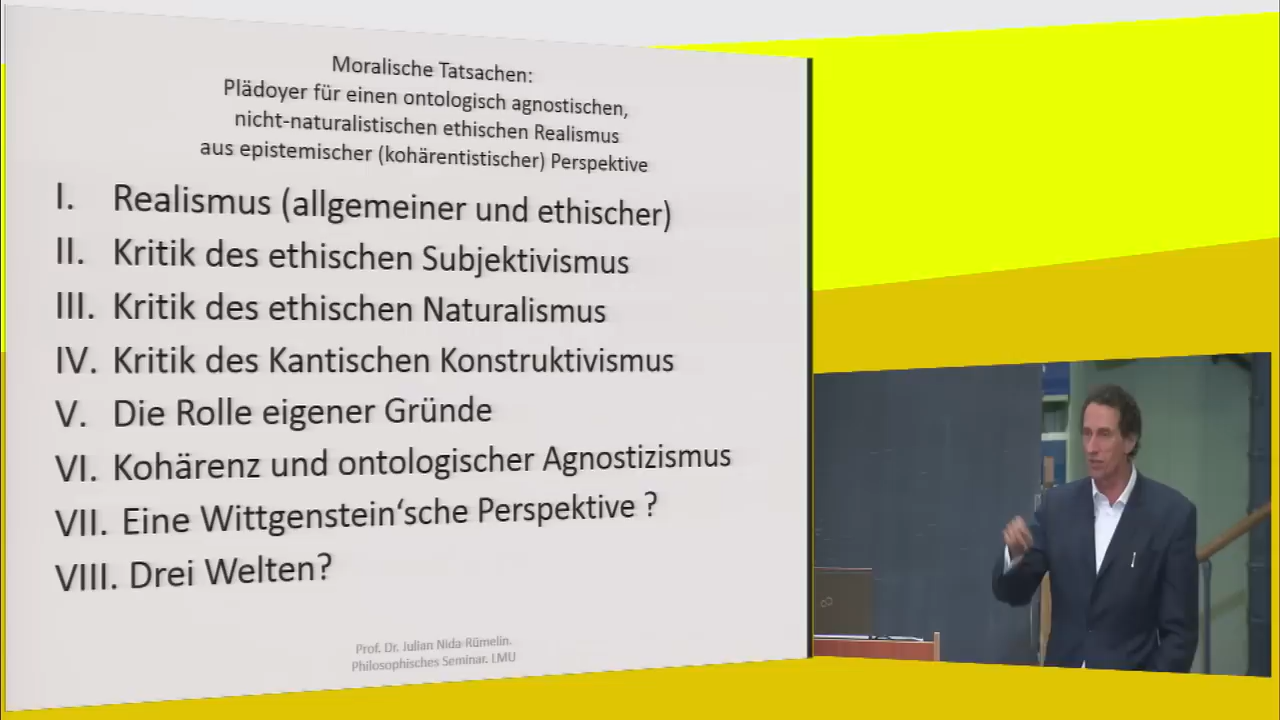 Moralische Tatsachen:
Plädoyer für einen ontologisch agnostischen,
nicht-naturalistischen ethischen Realismus
aus epistemischer (kohärentistischer) Perspektive
I. Realismus (allgemeiner und ethischer)
II. Kritik des ethischen Subjektivismus
III. Kritik des ethischen Naturalismus
IV. Kritik des Kantischen Konstruktivismus
V. Die Rolle eigener Gründe
VI. Kohärenz und ontologischer Agnostizismus
VII. Eine Wittgenstein‘sche Perspektive ?
VIII. Drei Welten?
Prof. Dr. Julian Nida-Rümelin.
Philosophisches Seminar. LMU